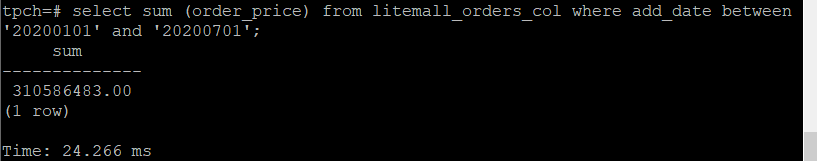 tpch=# select sum (order_price) from litemall_orders_col where add_date between
'20200101' and '20200701';
     sum
--------------
 310586483.00
(1 row)

Time: 24.266 ms